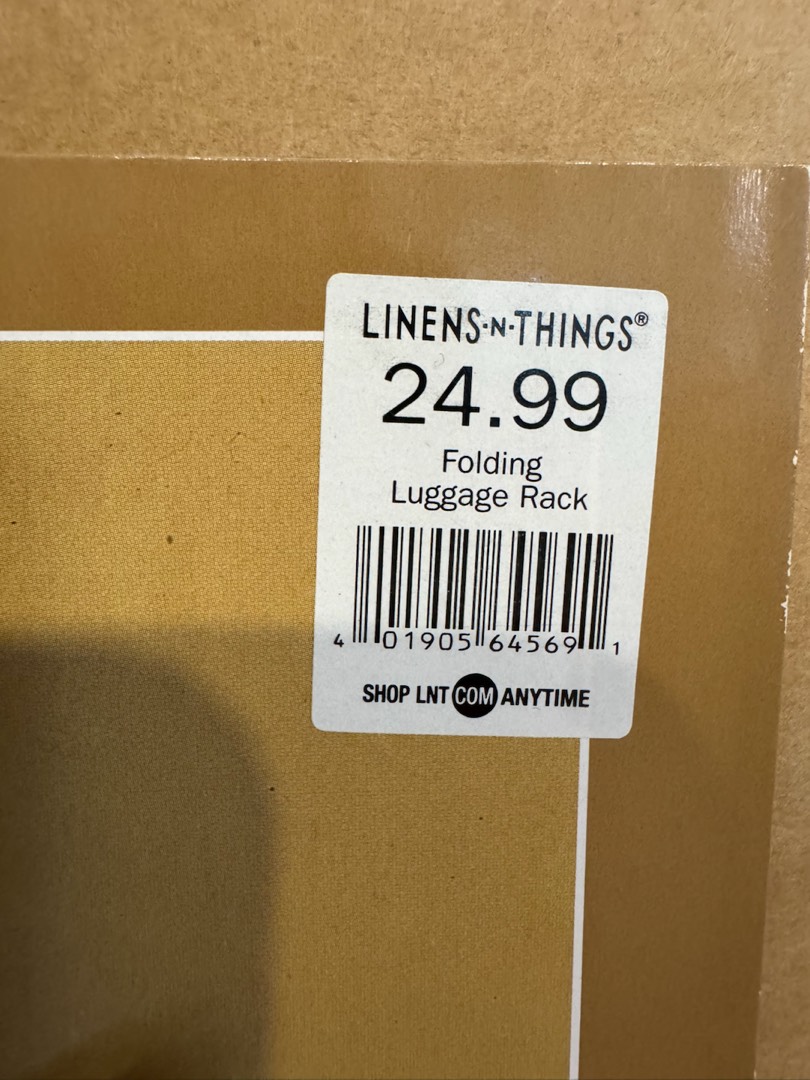 LINENS·N·THINGS®
24.99
Folding
Luggage Rack
4 01905 64569 1
SHOP LNT COM ANYTIME